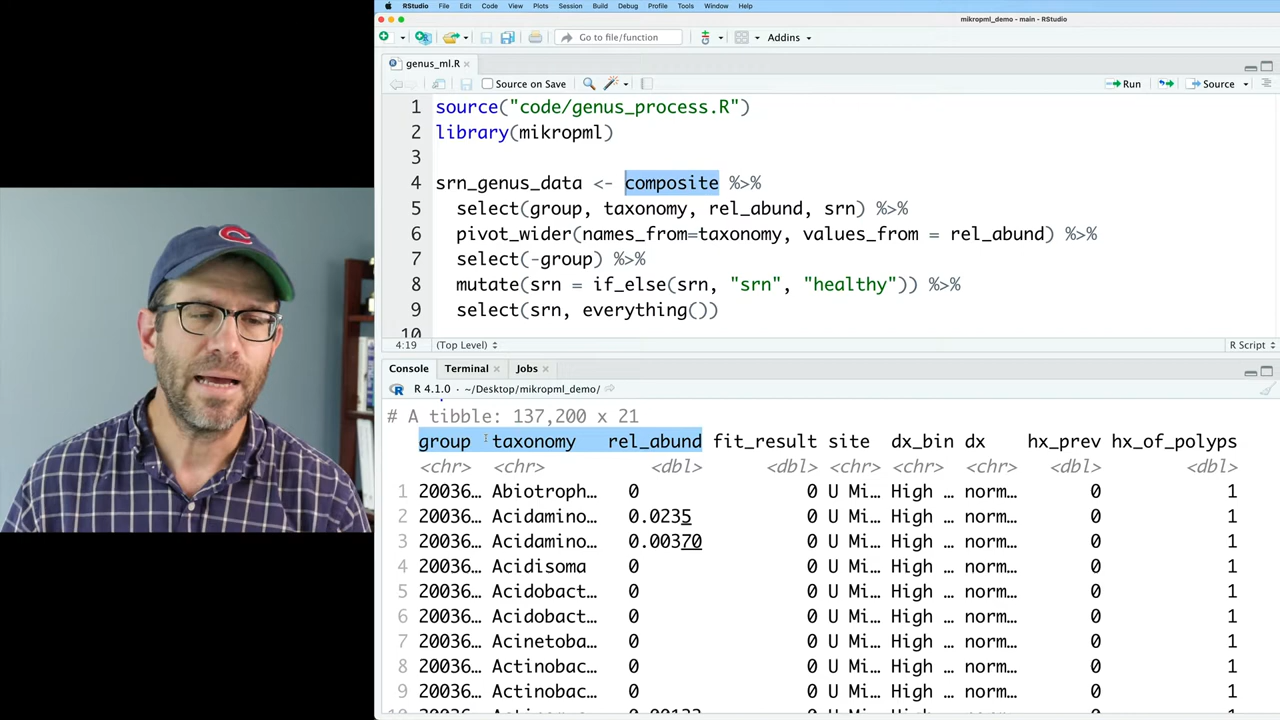 RStudio File Edit Code View Plots Session Build Debug Profile Tools Window Help
mikropml_demo - main - RStudio
Go to file/function Addins
genus_ml.R
Source on Save Run Source
1 source("code/genus_process.R")
2 library(mikropml)
3
4 srn_genus_data <- composite %>%
5 select(group, taxonomy, rel_abund, srn) %>%
6 pivot_wider(names_from=taxonomy, values_from = rel_abund) %>%
7 select(-group) %>%
8 mutate(srn = if_else(srn, "srn", "healthy")) %>%
9 select(srn, everything())
10
4:19 (Top Level) R Script
Console Terminal Jobs
R 4.1.0 · ~/Desktop/mikropml_demo/
# A tibble: 137,200 x 21
group taxonomy rel_abund fit_result site dx_bin dx hx_prev hx_of_polyps
<chr> <chr> <dbl> <dbl> <chr> <chr> <chr> <dbl> <dbl>
1 20036… Abiotroph… 0 0 U Mi… High … norm… 0 1
2 20036… Acidamino… 0.0235 0 U Mi… High … norm… 0 1
3 20036… Acidamino… 0.00370 0 U Mi… High … norm… 0 1
4 20036… Acidisoma 0 0 U Mi… High … norm… 0 1
5 20036… Acidobact… 0 0 U Mi… High … norm… 0 1
6 20036… Acidobact… 0 0 U Mi… High … norm… 0 1
7 20036… Acinetoba… 0 0 U Mi… High … norm… 0 1
8 20036… Actinobac… 0 0 U Mi… High … norm… 0 1
9 20036… Actinobac… 0 0 U Mi… High … norm… 0 1